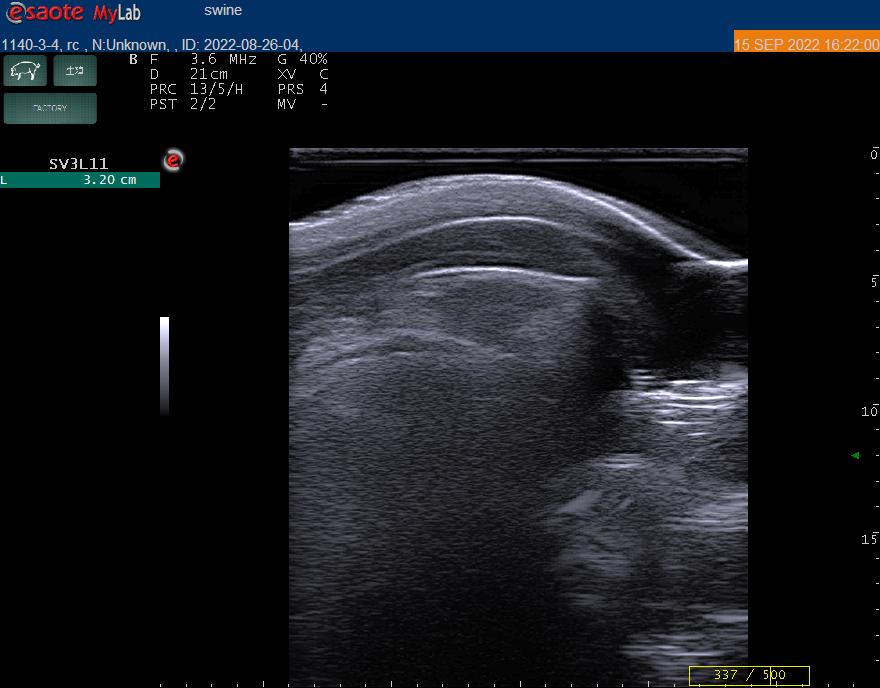 esaote MyLab
swine
1140-3-4, rc , N:Unknown, , ID: 2022-08-26-04,
15 SEP 2022 16:22:00
B F 3.6 MHz G 40%
D 21cm XV C
PRC 13/5/H PRS 4
PST 2/2 MV -
土豬
FACTORY
SV3L11
L 3.20 cm
e
0
5
10
15
337 / 500